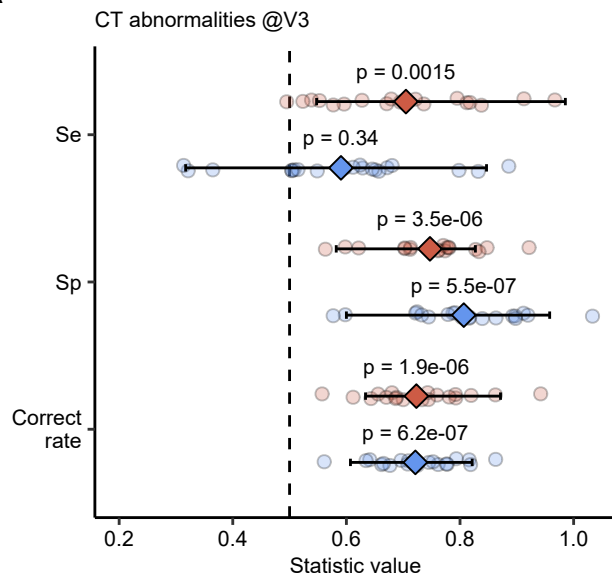 CT abnormalities @V3
p = 0.0015
Se
p = 0.34
p = 3.5e-06
Sp
p = 5.5e-07
p = 1.9e-06
Correct
rate
p = 6.2e-07
0.2 0.4 0.6 0.8 1.0
Statistic value